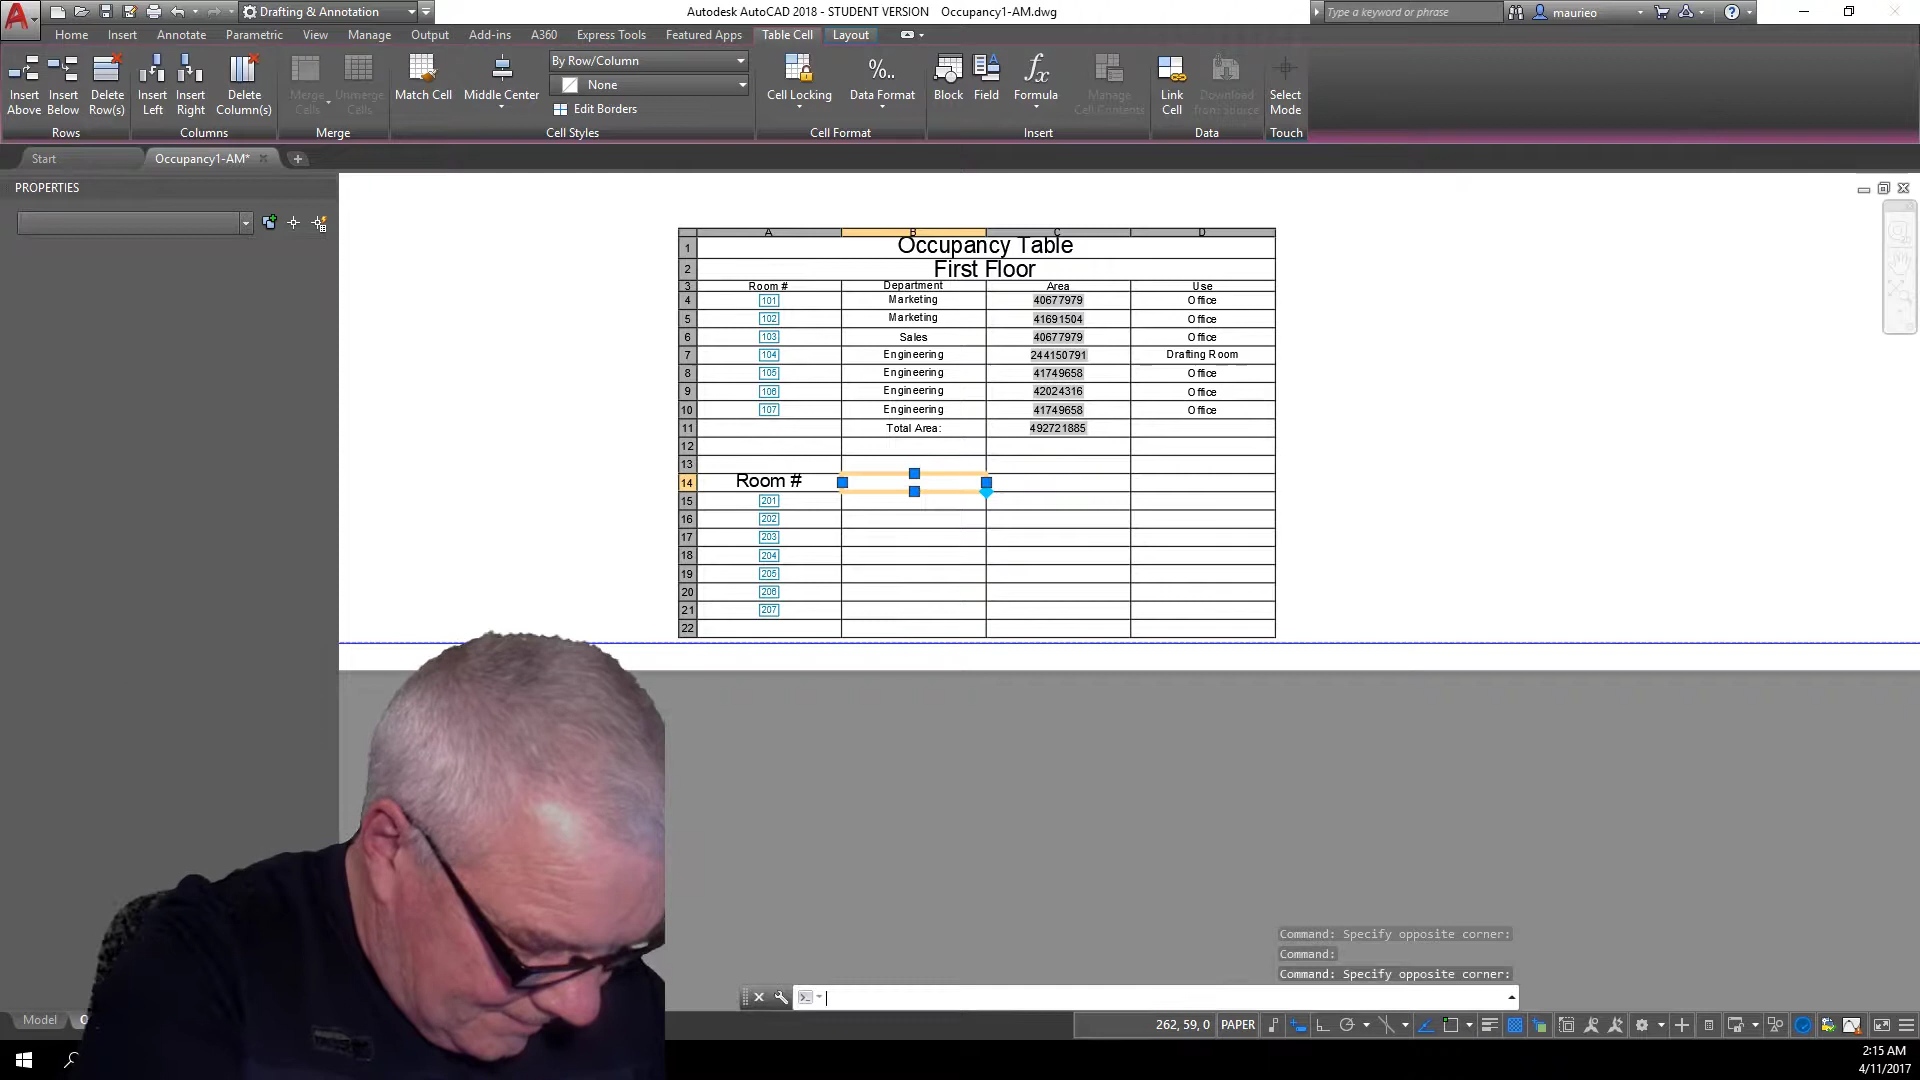 Drafting & Annotation
Autodesk AutoCAD 2018 - STUDENT VERSION Occupancy1-AM.dwg
Type a keyword or phrase
maurieo
Home Insert Annotate Parametric View Manage Output Add-ins A360 Express Tools Featured Apps Table Cell Layout
Insert Above
Insert Below
Delete Row(s)
Insert Left
Insert Right
Delete Column(s)
Merge Cells
Unmerge Cells
Match Cell
Middle Center
By Row/Column
None
Edit Borders
Cell Locking
%..
Data Format
Block
Field
fx
Formula
Manage Cell Contents
Link Cell
Download from source
Select Mode
Rows Columns Merge Cell Styles Cell Format Insert Data Touch
Start Occupancy1-AM*
PROPERTIES
A B C D
1 Occupancy Table
2 First Floor
3 Room # Department Area Use
4 101 Marketing 40677979 Office
5 102 Marketing 41691504 Office
6 103 Sales 40677979 Office
7 104 Engineering 244150791 Drafting Room
8 105 Engineering 41749658 Office
9 106 Engineering 42024316 Office
10 107 Engineering 41749658 Office
11 Total Area: 492721885
12
13
14 Room #
15 201
16 202
17 203
18 204
19 205
20 206
21 207
22
Command: Specify opposite corner:
Command:
Command: Specify opposite corner:
Model
262, 59, 0 PAPER
2:15 AM
4/11/2017